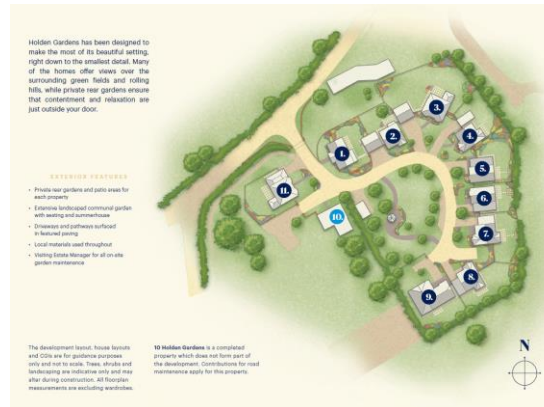 Holden Gardens has been designed to
make the most of its beautiful setting,
right down to the smallest detail. Many
of the homes offer views over the
surrounding green fields and rolling
hills, while private rear gardens ensure
that contentment and relaxation are
just outside your door.
EXTERIOR FEATURES
• Private rear gardens and patio areas for
each property
• Extensive landscaped communal garden
with seating and summerhouse
• Driveways and pathways surfaced
in featured paving
• Local materials used throughout
• Visiting Estate Manager for all on site
garden maintenance
The development layout, house layouts
and CGIs are for guidance purposes
only and not to scale. Trees, shrubs and
landscaping are indicative only and may
alter during construction. All floorplan
measurements are excluding wardrobes.
10 Holden Gardens is a completed
property which does not form part of
the development. Contributions for road
maintenance apply for this property.
1.
2.
3.
4.
5.
6.
7.
8.
9.
10.
11.
N